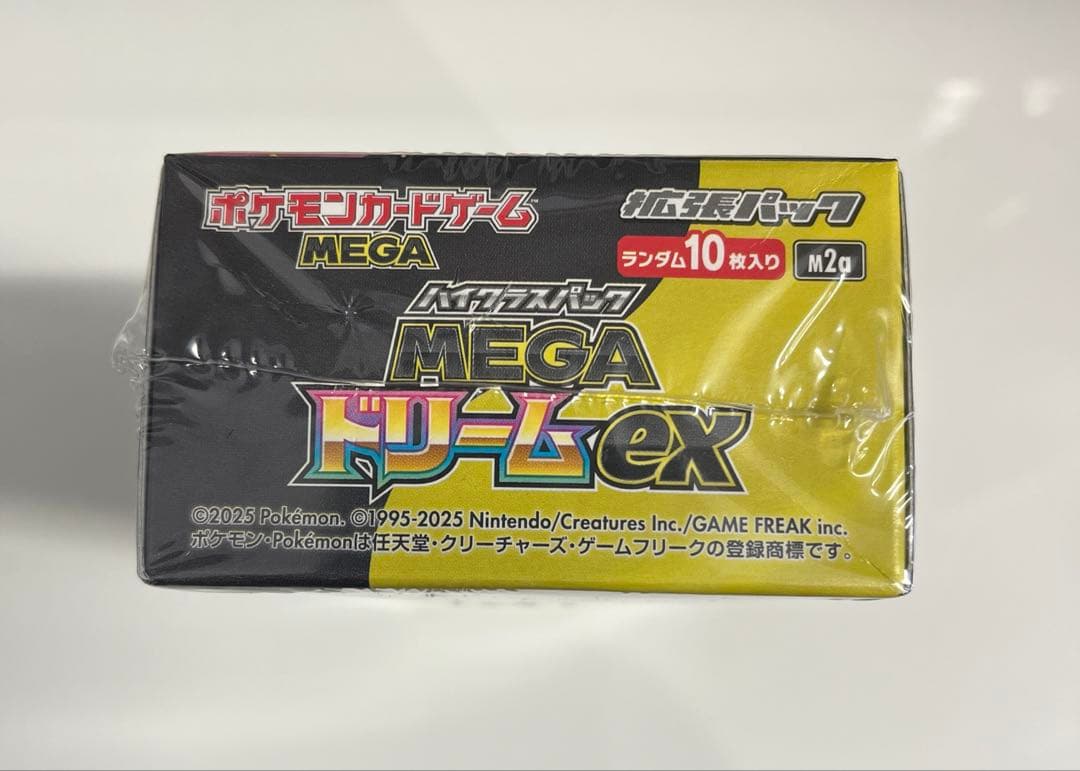 ポケモンカードゲーム™
MEGA
拡張パック
ランダム10枚入り
M2a
ハイクラスパック
MEGA
ドリームex
©2025 Pokémon. ©1995-2025 Nintendo/Creatures Inc./GAME FREAK inc.
ポケモン・Pokémonは任天堂・クリーチャーズ・ゲームフリークの登録商標です。